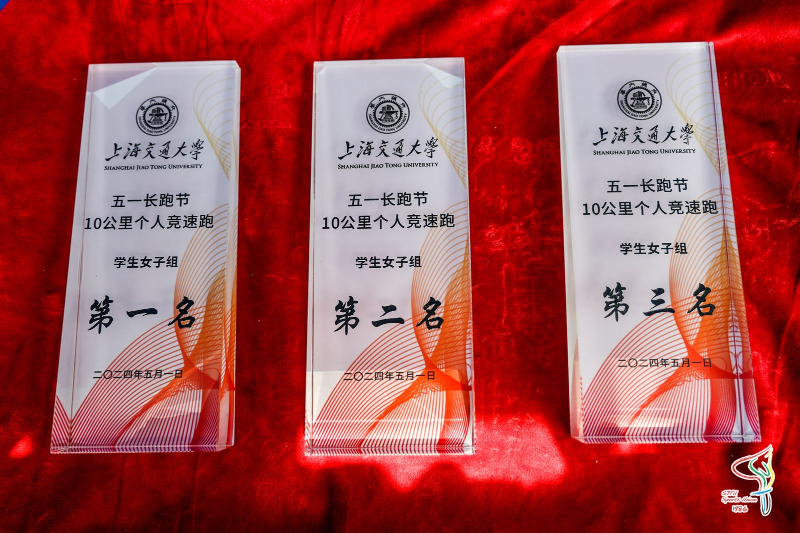 上海交通大学
SHANGHAI JIAO TONG UNIVERSITY
五一长跑节
10公里个人竞速跑
学生女子组
第一名
二〇二四年五月一日
上海交通大学
SHANGHAI JIAO TONG UNIVERSITY
五一长跑节
10公里个人竞速跑
学生女子组
第二名
二〇二四年五月一日
上海交通大学
SHANGHAI JIAO TONG UNIVERSITY
五一长跑节
10公里个人竞速跑
学生女子组
第三名
二〇二四年五月一日